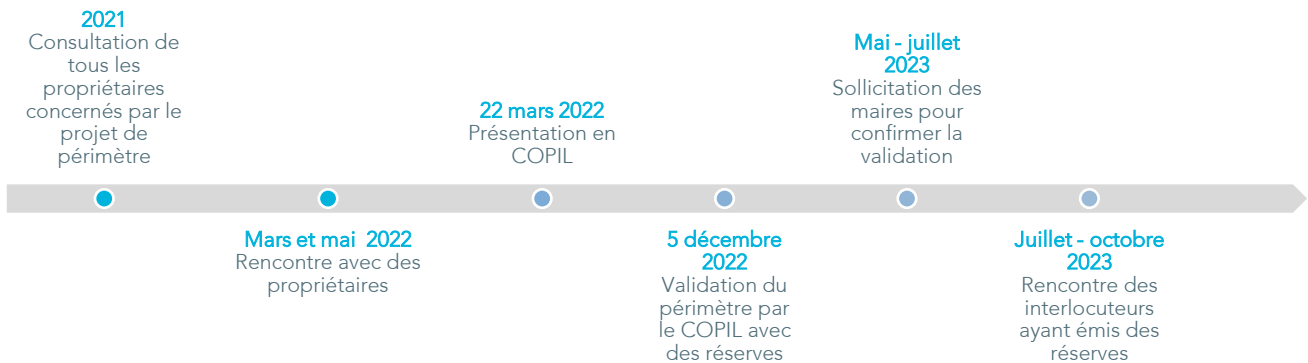 2021
Consultation de
tous les
propriétaires
concernés par le
projet de
périmètre
Mars et mai  2022
Rencontre avec des
propriétaires
22 mars 2022
Présentation en
COPIL
5 décembre
2022
Validation du
périmètre par
le COPIL avec
des réserves
Mai - juillet
2023
Sollicitation des
maires pour
confirmer la
validation
Juillet - octobre
2023
Rencontre des
interlocuteurs
ayant émis des
réserves